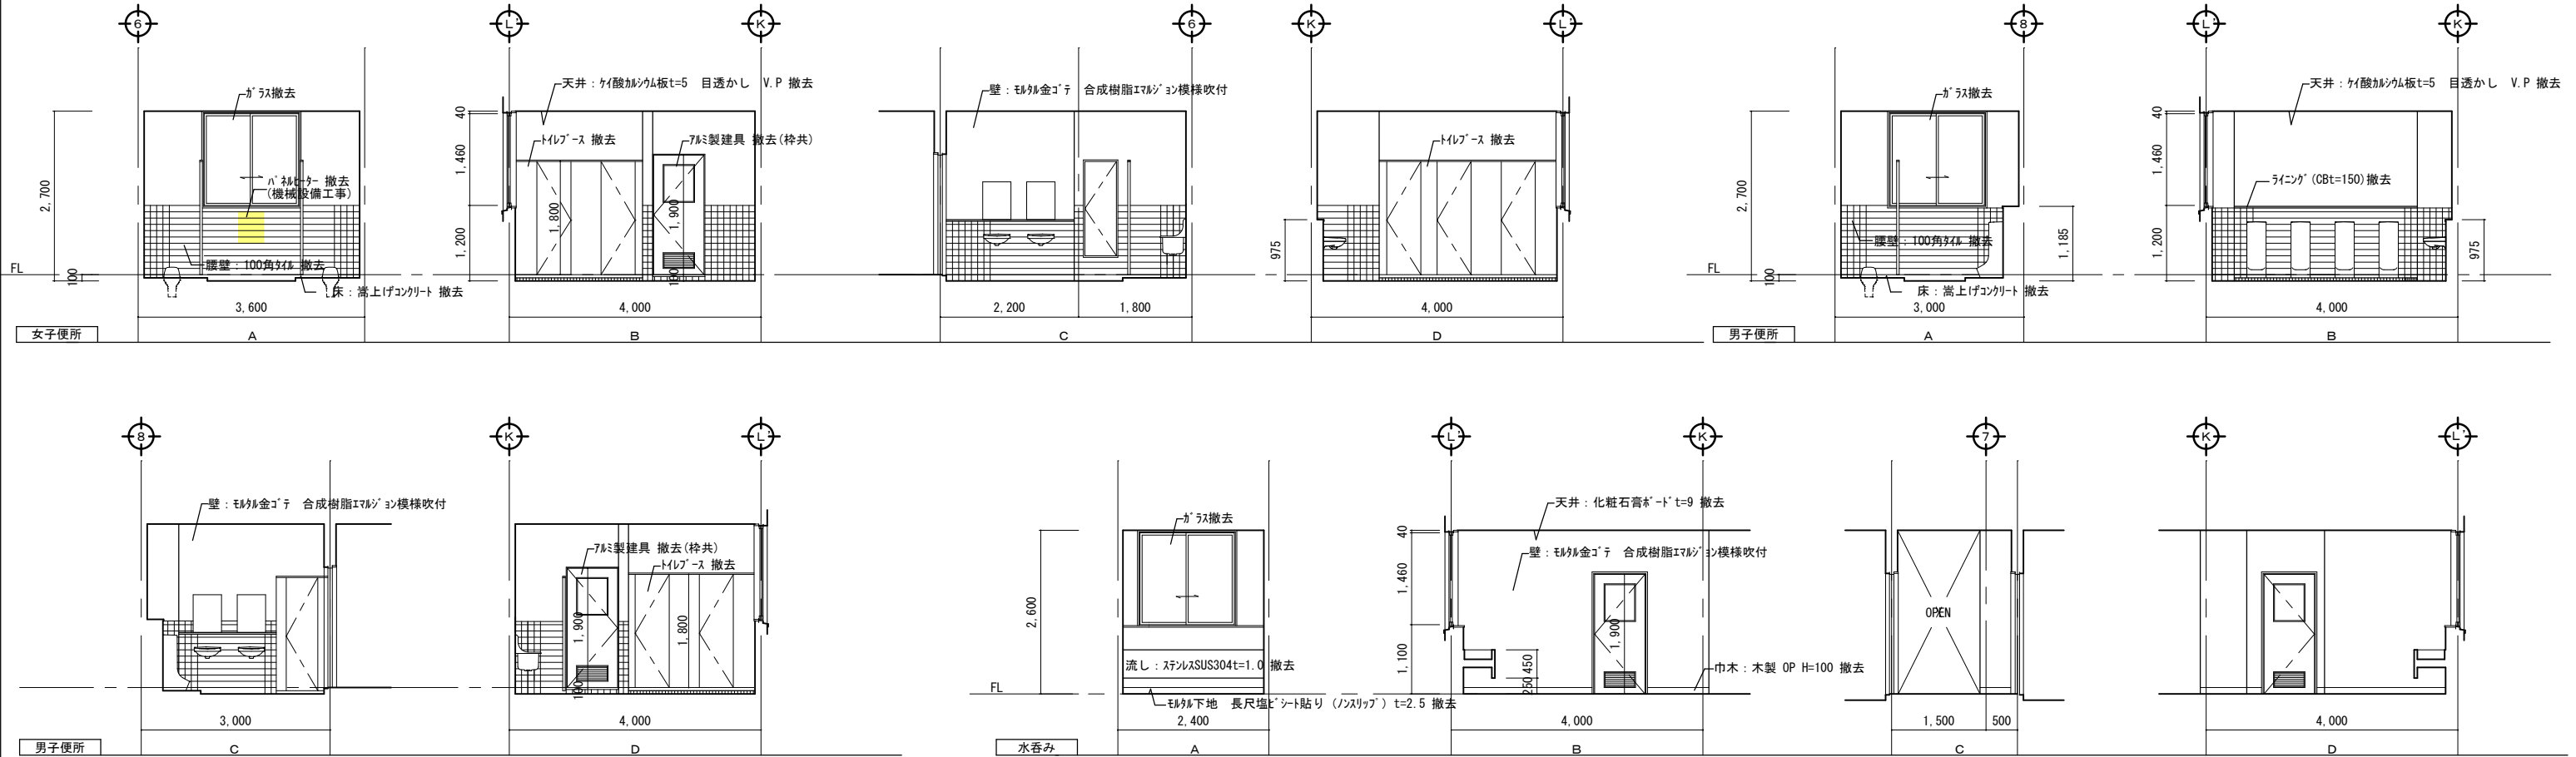 6
L'
K
6
K
L'
8
L'
K
ガラス撤去
天井：ケイ酸カルシウム板t=5　目透かし　V.P 撤去
壁：モルタル金ゴテ　合成樹脂エマルジョン模様吹付
ガラス撤去
天井：ケイ酸カルシウム板t=5　目透かし　V.P 撤去
トイレブース 撤去
アルミ製建具 撤去(枠共)
トイレブース 撤去
パネルヒーター 撤去
(機械設備工事)
ライニング(CBt=150)撤去
腰壁：100角タイル 撤去
腰壁：100角タイル 撤去
床：嵩上げコンクリート 撤去
床：嵩上げコンクリート 撤去
2,700
FL
100
40
1,460
1,200
1,800
1,900
100
975
2,700
FL
100
1,185
40
1,460
1,200
975
3,600
4,000
2,200
1,800
4,000
3,000
4,000
女子便所
A
B
C
D
男子便所
A
B
8
K
L'
L'
K
7
K
L'
壁：モルタル金ゴテ　合成樹脂エマルジョン模様吹付
アルミ製建具 撤去(枠共)
トイレブース 撤去
ガラス撤去
天井：化粧石膏ボードt=9 撤去
壁：モルタル金ゴテ　合成樹脂エマルジョン模様吹付
1,900
100
1,800
2,600
FL
40
1,460
1,100
450
250
1,900
OPEN
流し：ステンレスSUS304t=1.0 撤去
巾木：木製 OP H=100 撤去
モルタル下地　長尺塩ビシート貼り (ノンスリップ) t=2.5 撤去
3,000
4,000
2,400
4,000
1,500
500
4,000
男子便所
C
D
水呑み
A
B
C
D